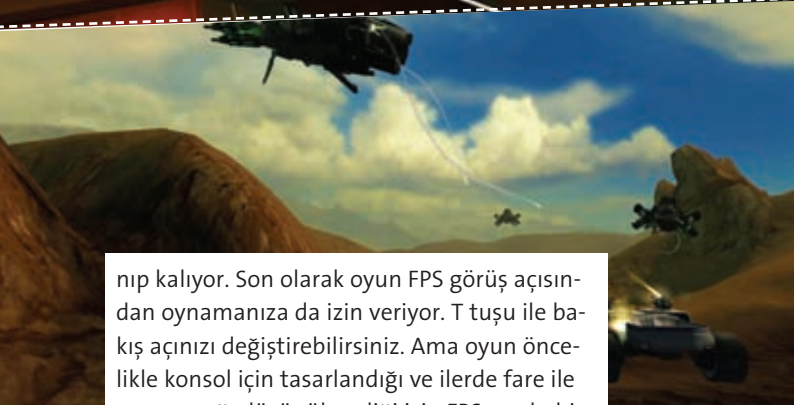 nıp kalıyor. Son olarak oyun FPS görüş açısın-
dan oynamanıza da izin veriyor. T tuşu ile ba-
kış açınızı değiştirebilirsiniz. Ama oyun önce-
likle konsol için tasarlandığı ve ilerde fare ile